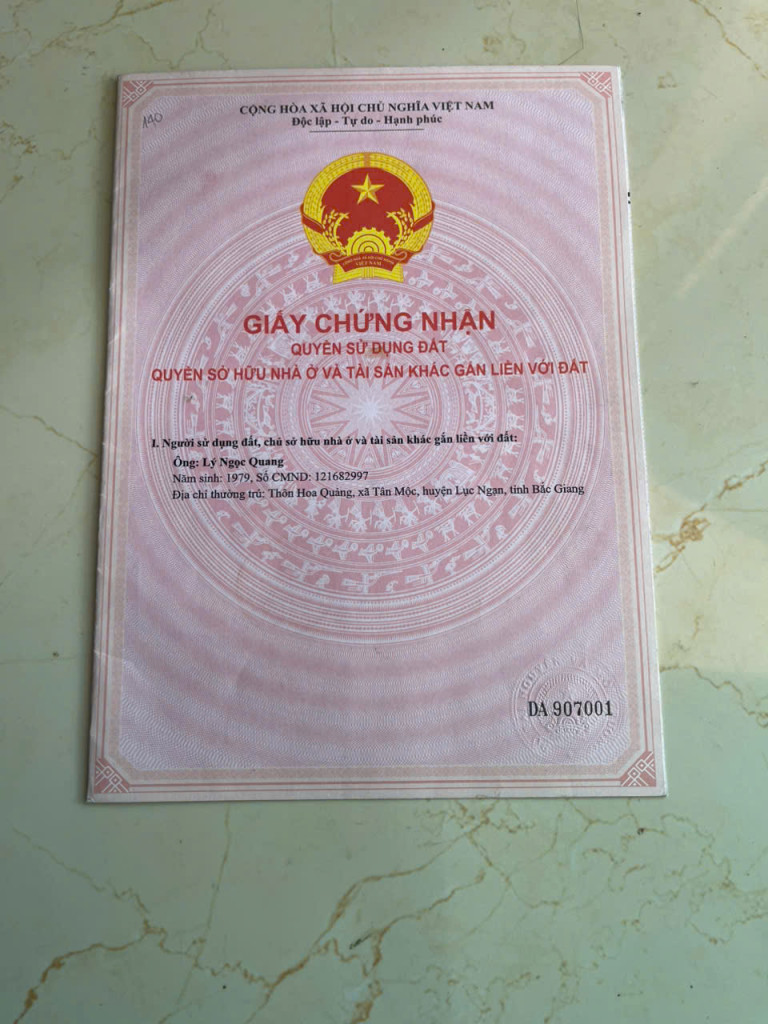 190
CỘNG HÒA XÃ HỘI CHỦ NGHĨA VIỆT NAM
Độc lập - Tự do - Hạnh phúc
VIỆT NAM
GIẤY CHỨNG NHẬN
QUYỀN SỬ DỤNG ĐẤT
QUYỀN SỞ HỮU NHÀ Ở VÀ TÀI SẢN KHÁC GẮN LIỀN VỚI ĐẤT
I. Người sử dụng đất, chủ sở hữu nhà ở và tài sản khác gắn liền với đất:
Ông: Lý Ngọc Quang
Năm sinh: 1979, Số CMND: 121682997
Địa chỉ thường trú: Thôn Hoa Quảng, xã Tân Mộc, huyện Lục Ngạn, tỉnh Bắc Giang
DA 907001